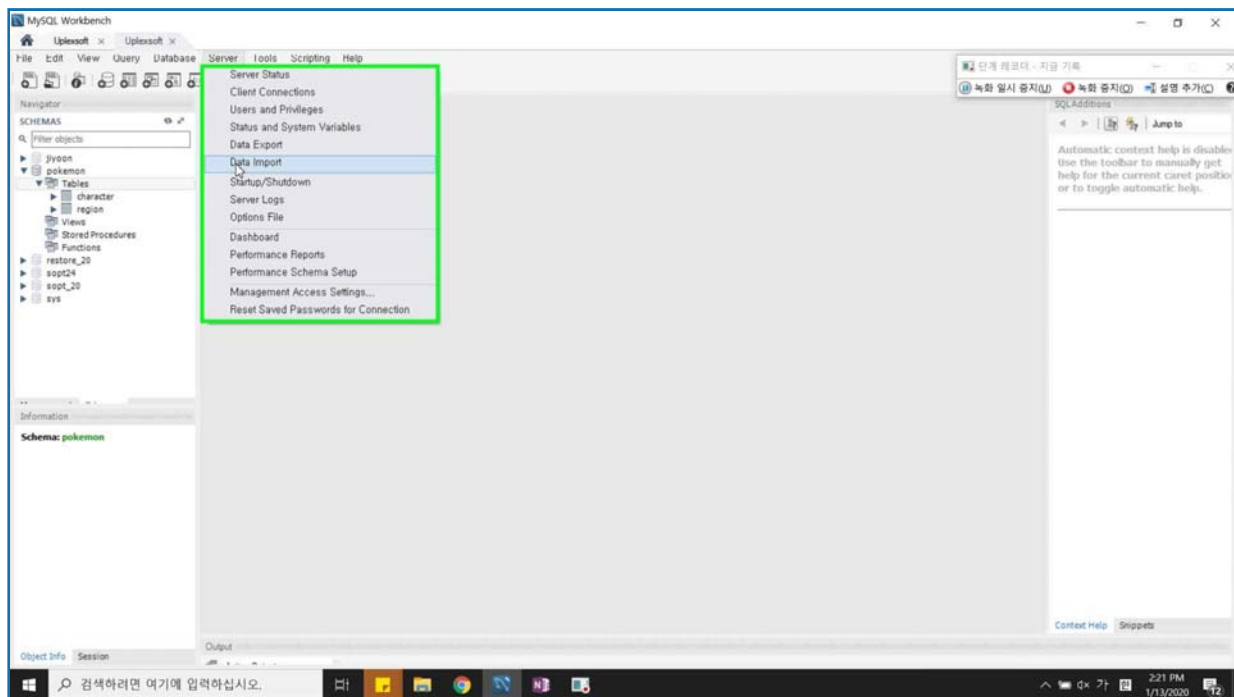 MySQL Workbench
Uplexsoft × Uplexsoft ×
File Edit View Query Database Server Tools Scripting Help
Server Status
Client Connections
Users and Privileges
Status and System Variables
Data Export
Data Import
Startup/Shutdown
Server Logs
Options File
Dashboard
Performance Reports
Performance Schema Setup
Management Access Settings...
Reset Saved Passwords for Connection
Navigator
SCHEMAS
Filter objects
jiyoon
pokemon
Tables
character
region
Views
Stored Procedures
Functions
restore_20
sopt24
sopt_20
sys
Information
Schema: pokemon
Object Info Session
Output
단계 레코더 - 지금 기록
녹화 일시 중지(U) 녹화 중지(O) 설명 추가(C)
SQLAdditions
Jump to
Automatic context help is disable
Use the toolbar to manually get
help for the current caret positio
or to toggle automatic help.
Context Help Snippets
검색하려면 여기에 입력하십시오.
가 2:21 PM
1/13/2020